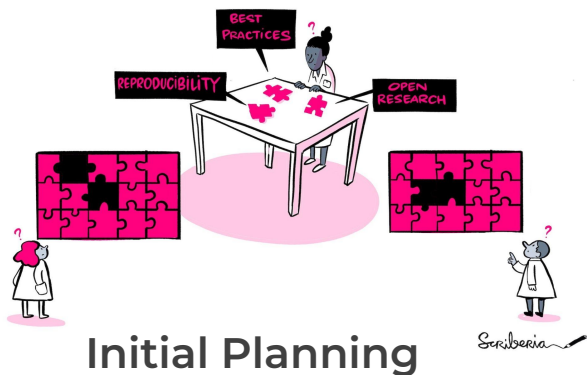 BEST
PRACTICES
?
REPRODUCIBILITY
OPEN
RESEARCH
?
?
Initial Planning
Scriberia